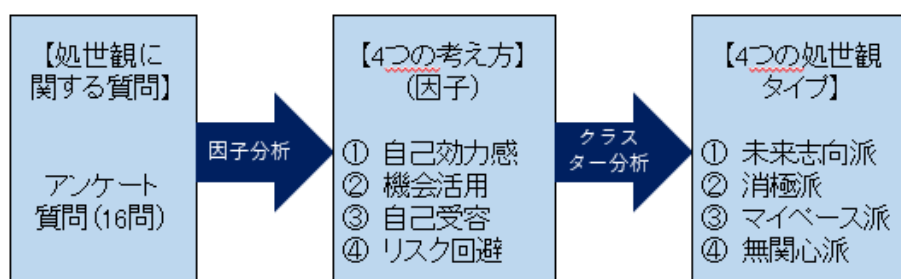 【処世観に
関する質問】
アンケート
質問(16問)
因子分析
【4つの考え方】
(因子)
① 自己効力感
② 機会活用
③ 自己受容
④ リスク回避
クラス
ター分析
【4つの処世観
タイプ】
① 未来志向派
② 消極派
③ マイペース派
④ 無関心派